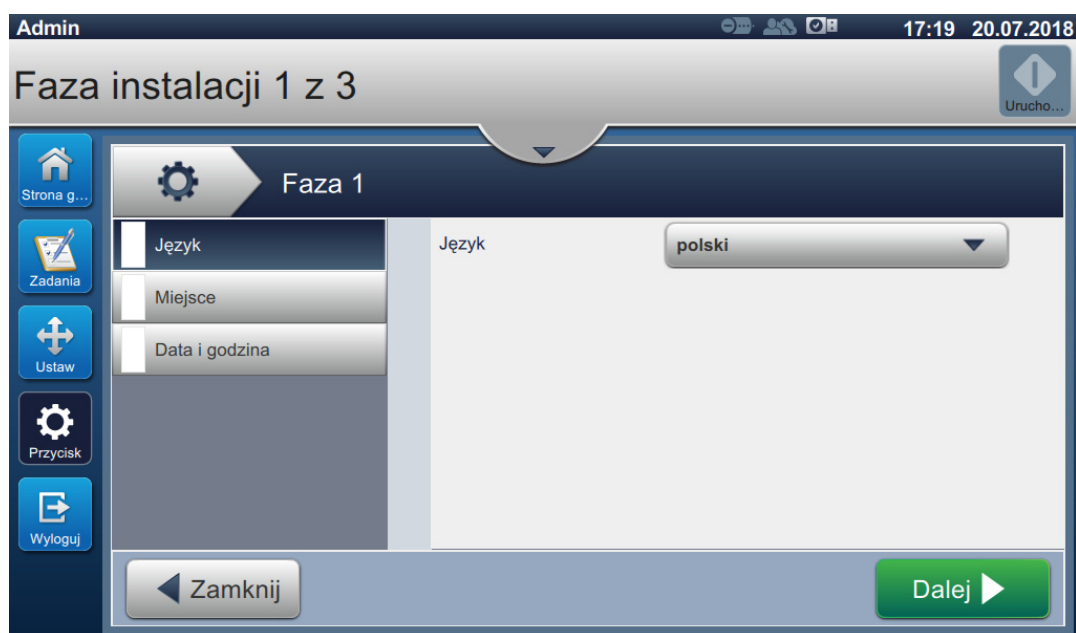 Admin 17:19 20.07.2018
Faza instalacji 1 z 3
Urucho...
Strona g...
Faza 1
Język
Język polski
Zadania
Miejsce
Data i godzina
Ustaw
Przycisk
Wyloguj
Zamknij
Dalej